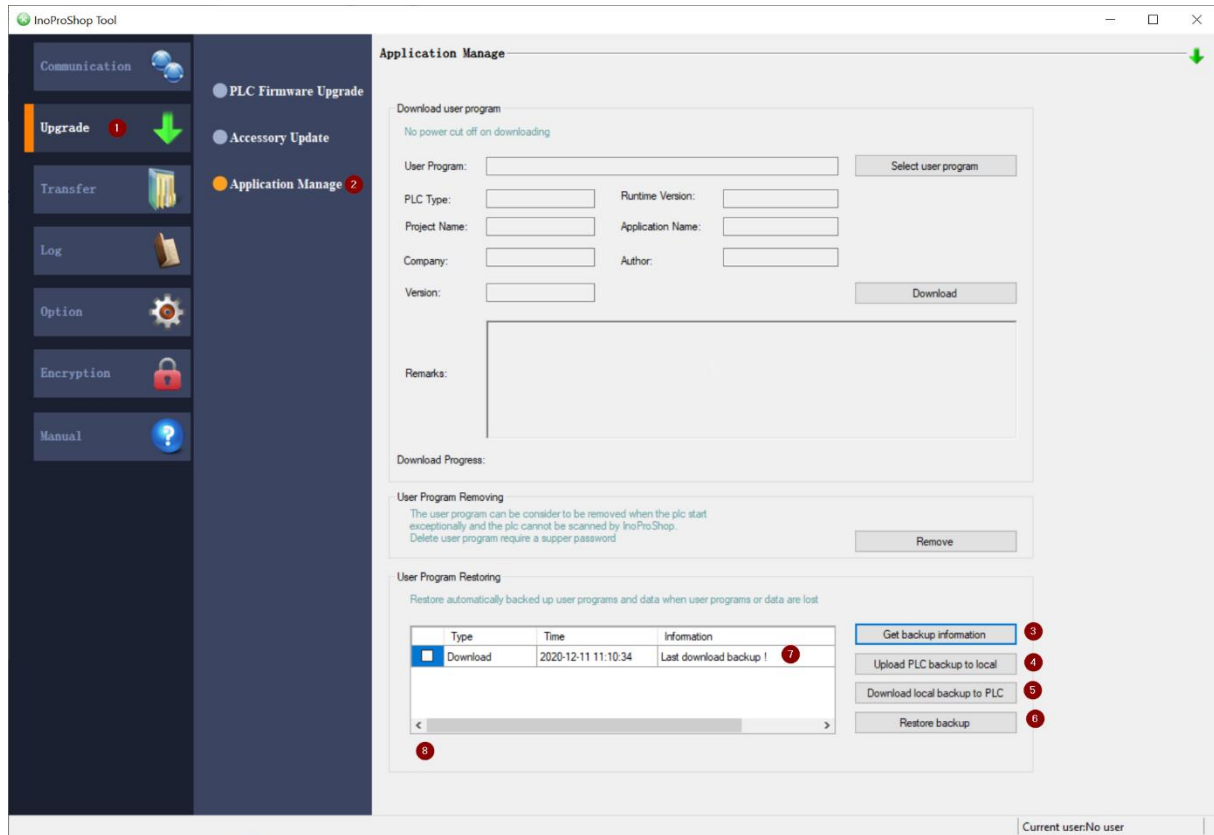 InoProShop Tool
Communication
Upgrade 1
Transfer
Log
Option
Encryption
Manual
PLC Firmware Upgrade
Accessory Update
Application Manage 2
Application Manage
Download user program
No power cut off on downloading
User Program: Select user program
PLC Type: Runtime Version:
Project Name: Application Name:
Company: Author:
Version: Download
Remarks:
Download Progress:
User Program Removing
The user program can be consider to be removed when the plc start
exceptionally and the plc cannot be scanned by InoProShop.
Delete user program require a supper password
Remove
User Program Restoring
Restore automatically backed up user programs and data when user programs or data are lost
Type Time Information
Download 2020-12-11 11:10:34 Last download backup ! 7
Get backup information 3
Upload PLC backup to local 4
Download local backup to PLC 5
Restore backup 6
8
Current user:No user